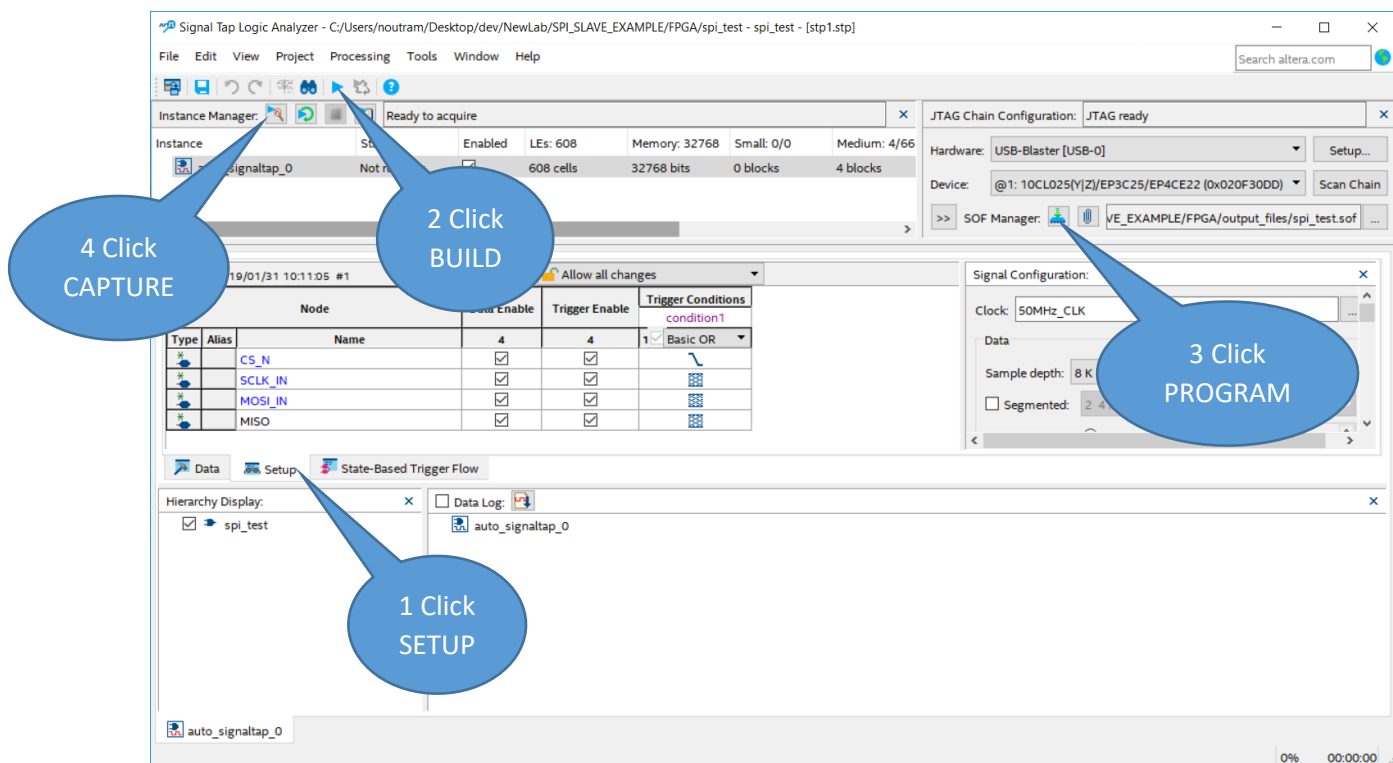 Signal Tap Logic Analyzer - C:/Users/noutram/Desktop/dev/NewLab/SPI_SLAVE_EXAMPLE/FPGA/spi_test - spi_test - [stp1.stp]
File Edit View Project Processing Tools Window Help
Search altera.com
Instance Manager: Ready to acquire
JTAG Chain Configuration: JTAG ready
Instance Enabled LEs: 608 Memory: 32768 Small: 0/0 Medium: 4/66
auto_signaltap_0 608 cells 32768 bits 0 blocks 4 blocks
Hardware: USB-Blaster [USB-0] Setup...
Device: @1: 10CL025(Y|Z)/EP3C25/EP4CE22 (0x020F30DD) Scan Chain
>> SOF Manager: VE_EXAMPLE/FPGA/output_files/spi_test.sof ...
4 Click
CAPTURE
2 Click
BUILD
3 Click
PROGRAM
1 Click
SETUP
19/01/31 10:11:05 #1 Allow all changes
Node Data Enable Trigger Enable Trigger Conditions
condition1
Type Alias Name 4 4 1 Basic OR
CS_N
SCLK_IN
MOSI_IN
MISO
Signal Configuration:
Clock: 50MHz_CLK ...
Data
Sample depth: 8 K
Segmented: 2 4
Data Setup State-Based Trigger Flow
Hierarchy Display:
spi_test
Data Log:
auto_signaltap_0
auto_signaltap_0
0% 00:00:00